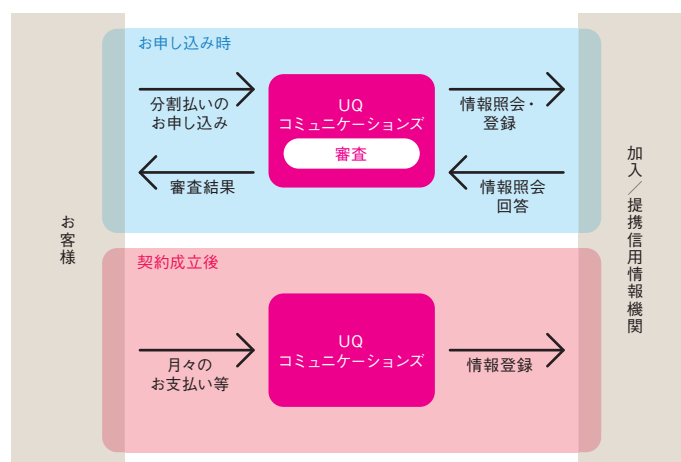 お申し込み時
分割払いの
お申し込み
UQ
コミュニケーションズ
審査
情報照会・
登録
審査結果
情報照会
回答
お客様
加入／提携信用情報機関
契約成立後
月々の
お支払い等
UQ
コミュニケーションズ
情報登録